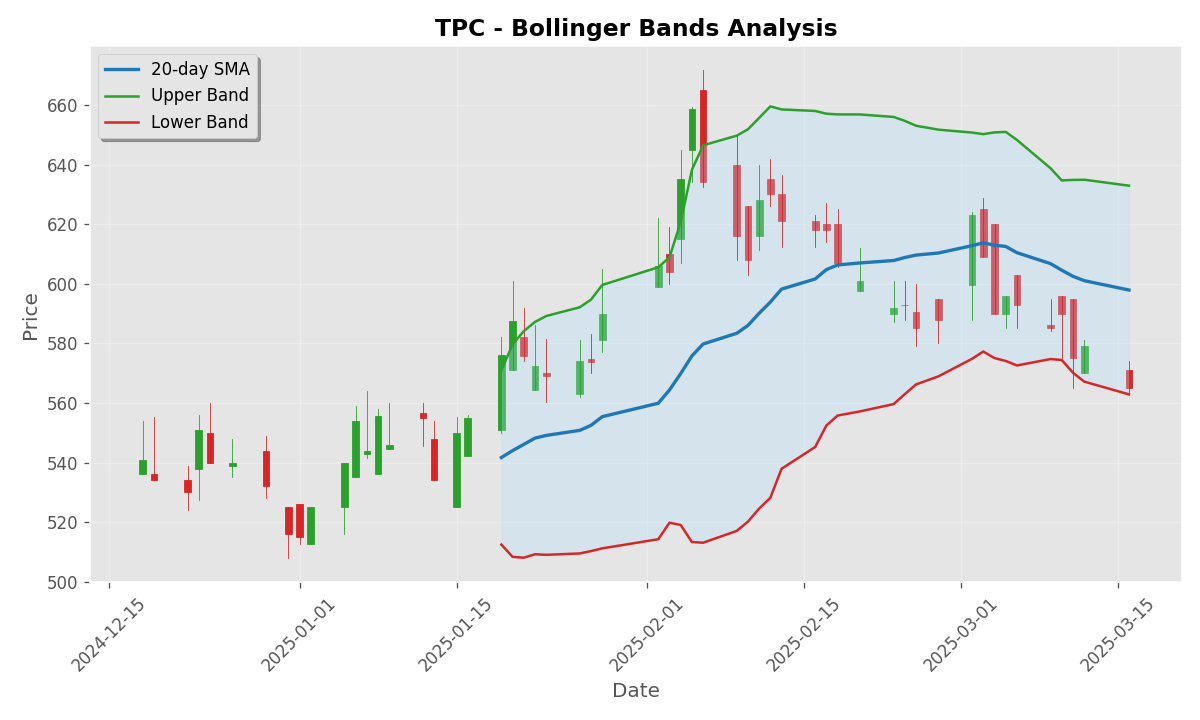 TPC - Bollinger Bands Analysis
20-day SMA
Upper Band
Lower Band
Price
660
640
620
600
580
560
540
520
500
2024-12-15
2025-01-01
2025-01-15
2025-02-01
2025-02-15
2025-03-01
2025-03-15
Date